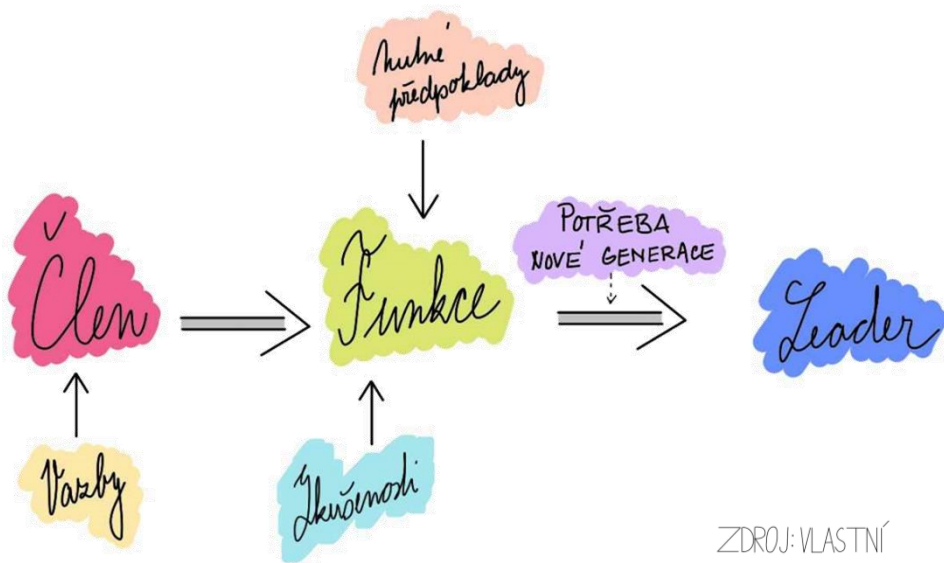 nutné
předpoklady
POTŘEBA
NOVÉ GENERACE
Člen
Funkce
Leader
Vazby
Zkušenosti
ZDROJ: VLASTNÍ